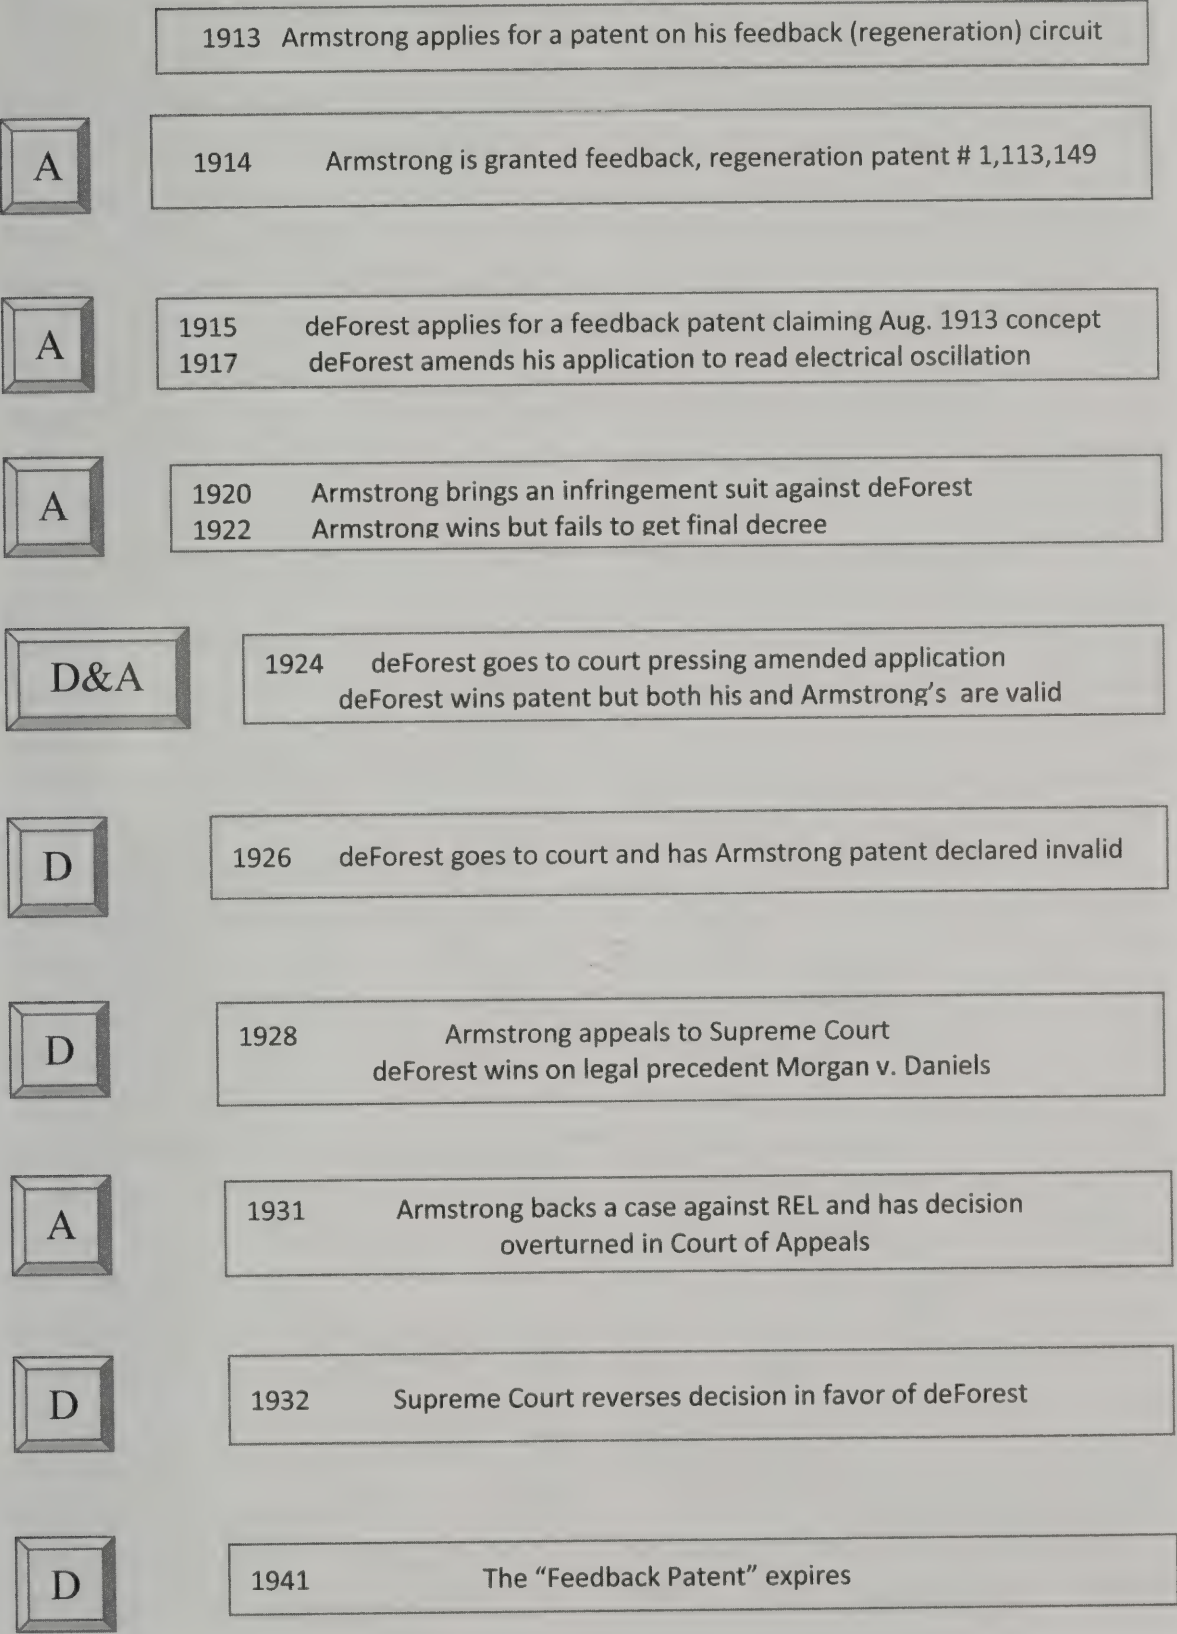 1913 Armstrong applies for a patent on his feedback (regeneration) circuit
A
1914 Armstrong is granted feedback, regeneration patent # 1,113,149
A
1915 deForest applies for a feedback patent claiming Aug. 1913 concept
1917 deForest amends his application to read electrical oscillation
A
1920 Armstrong brings an infringement suit against deForest
1922 Armstrong wins but fails to get final decree
D&A
1924 deForest goes to court pressing amended application
deForest wins patent but both his and Armstrong's are valid
D
1926 deForest goes to court and has Armstrong patent declared invalid
D
1928 Armstrong appeals to Supreme Court
deForest wins on legal precedent Morgan v. Daniels
A
1931 Armstrong backs a case against REL and has decision
overturned in Court of Appeals
D
1932 Supreme Court reverses decision in favor of deForest
D
1941 The “Feedback Patent” expires